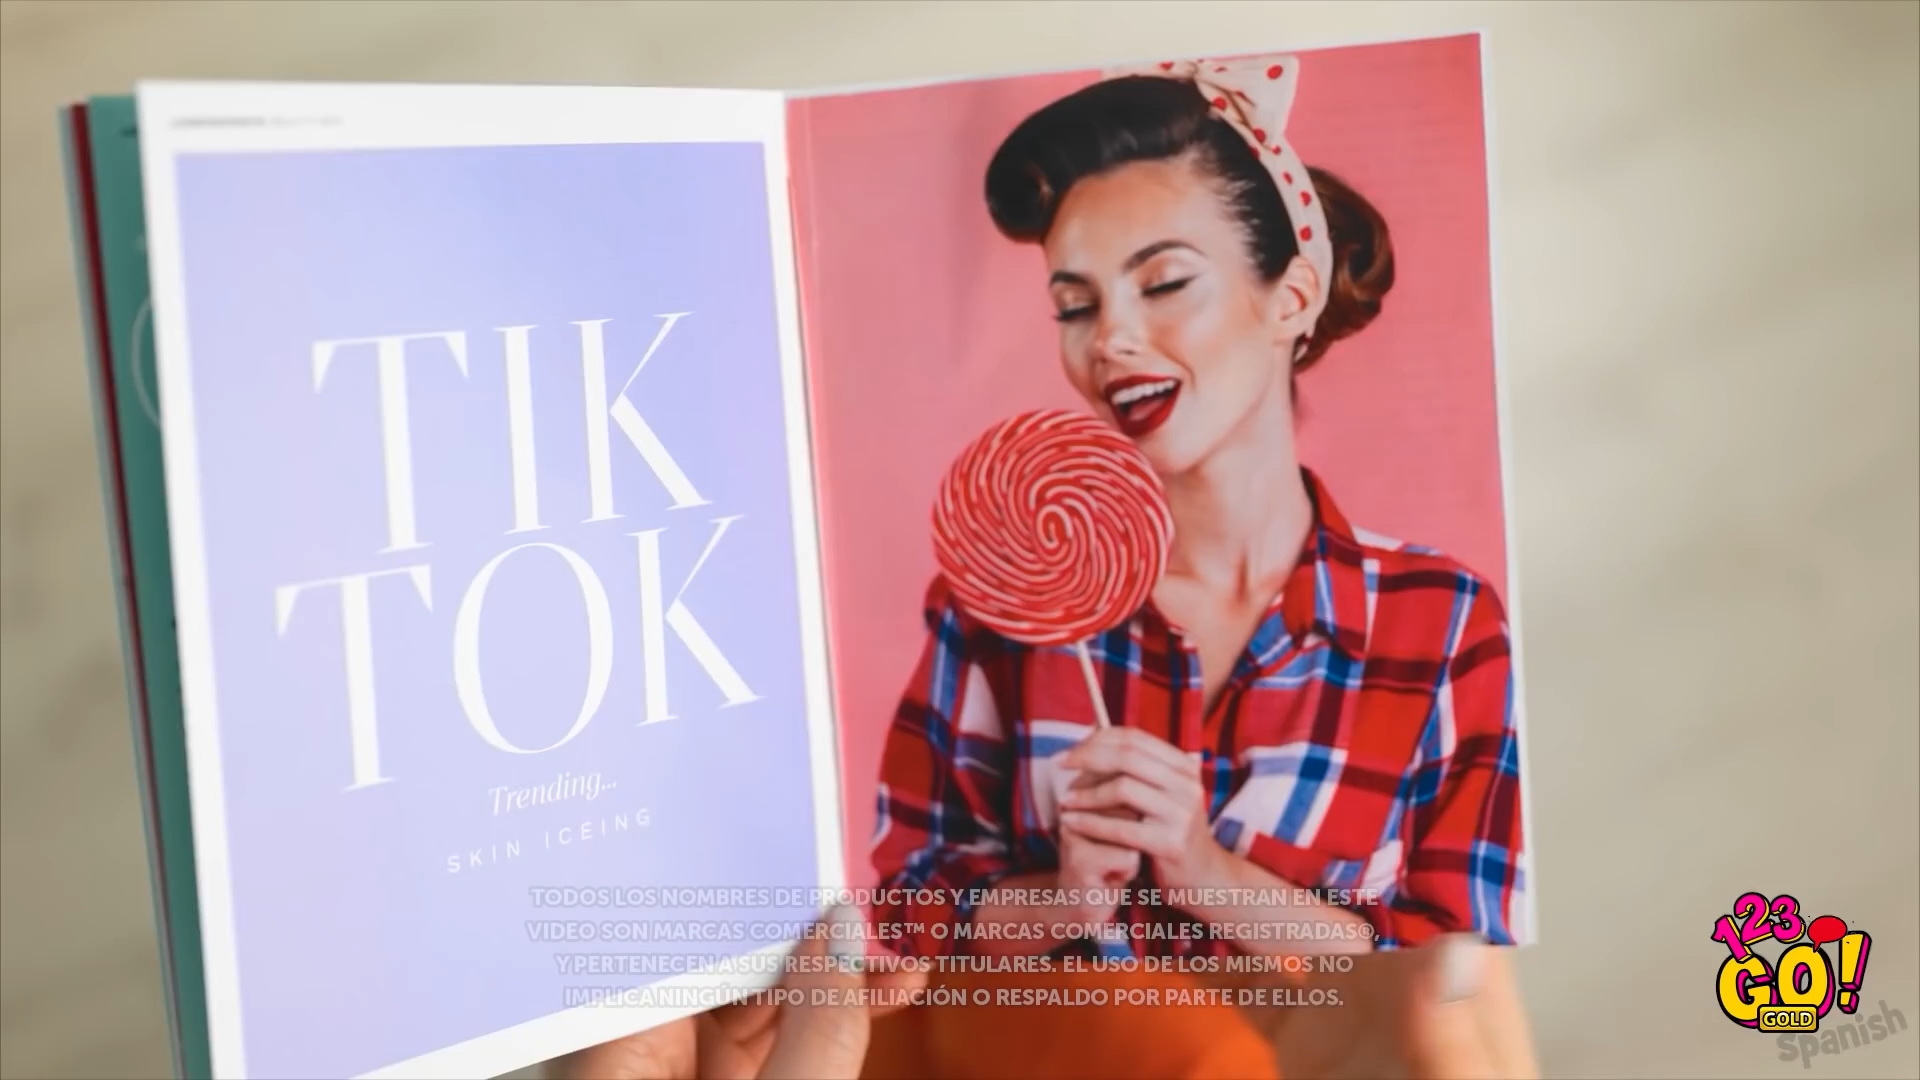 TIK
TOK
Trending...
SKIN ICEING
TODOS LOS NOMBRES DE PRODUCTOS Y EMPRESAS QUE SE MUESTRAN EN ESTE
VIDEO SON MARCAS COMERCIALES™ O MARCAS COMERCIALES REGISTRADAS®,
Y PERTENECEN A SUS RESPECTIVOS TITULARES. EL USO DE LOS MISMOS NO
IMPLICA NINGÚN TIPO DE AFILIACIÓN O RESPALDO POR PARTE DE ELLOS.
123
GO!
GOLD
Spanish